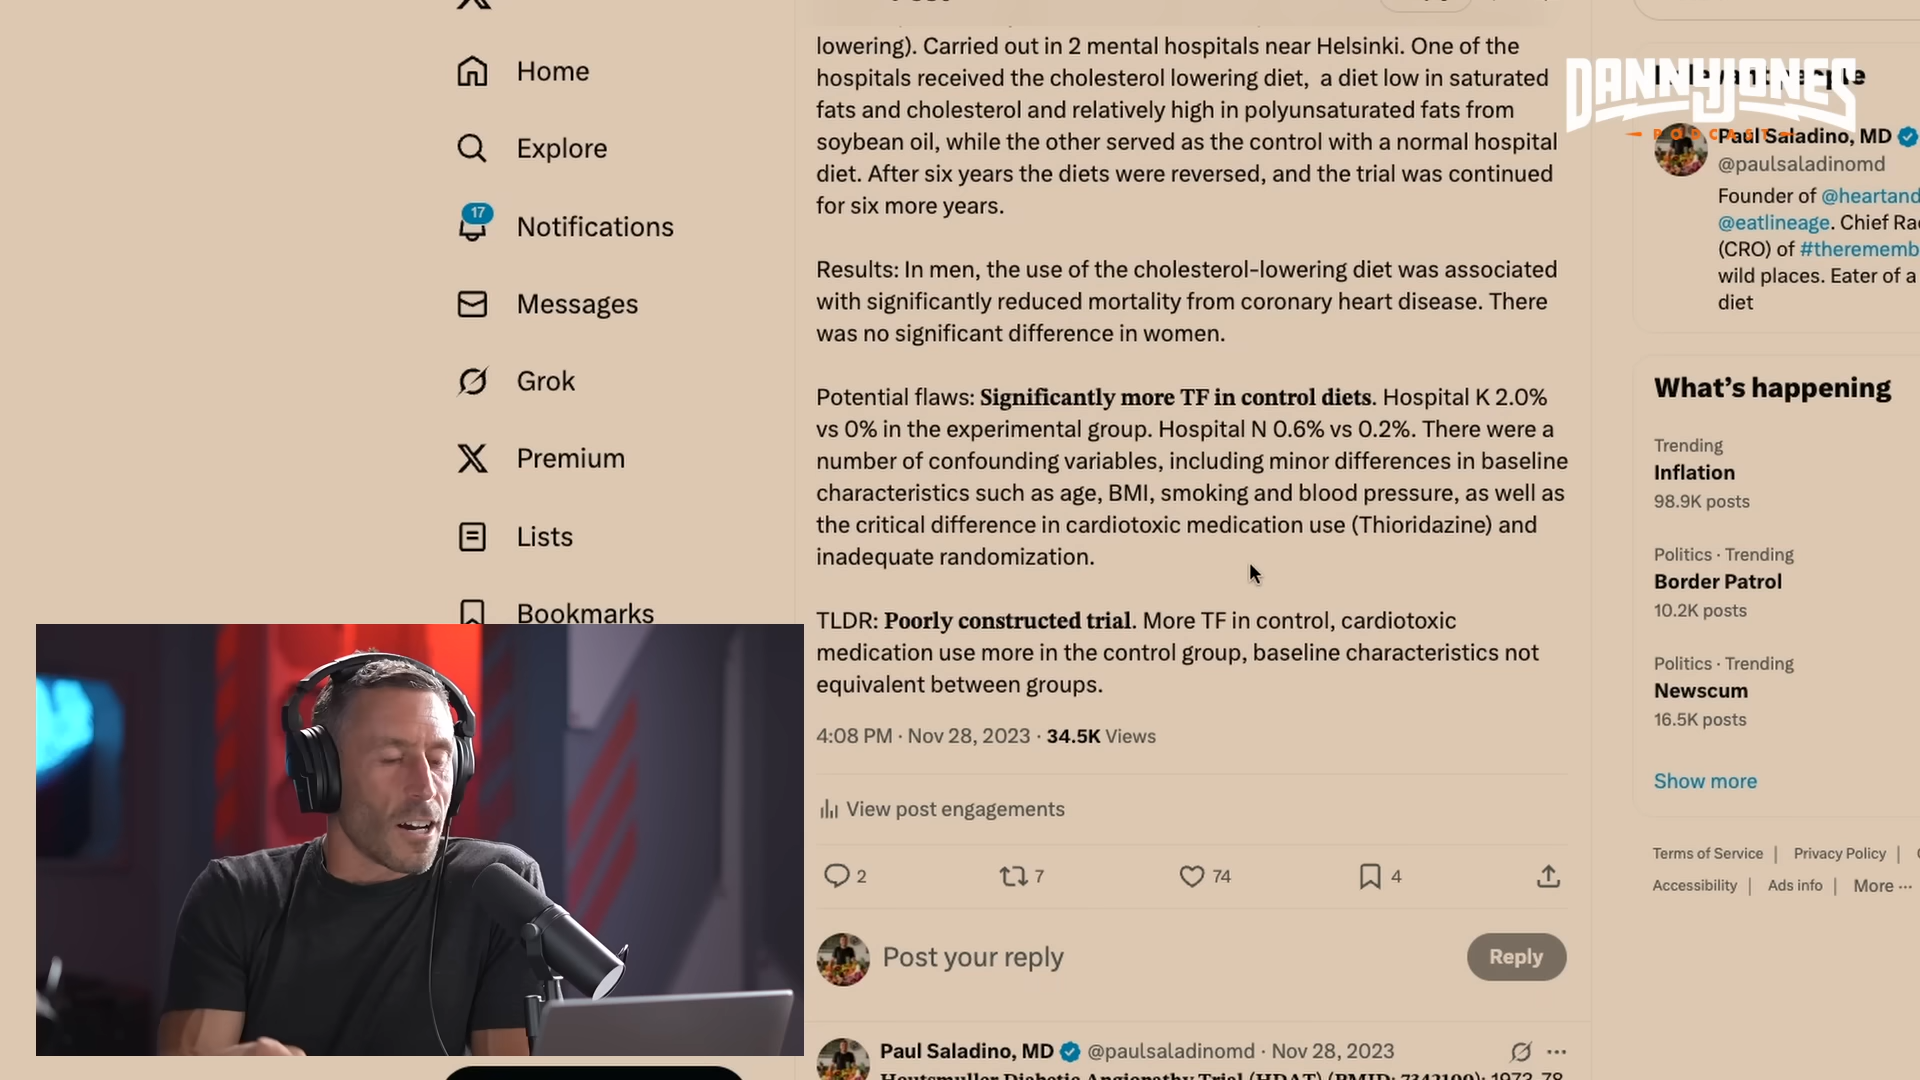 Home
Explore
17
Notifications
Messages
Grok
Premium
Lists
Bookmarks
lowering). Carried out in 2 mental hospitals near Helsinki. One of the
hospitals received the cholesterol lowering diet, a diet low in saturated
fats and cholesterol and relatively high in polyunsaturated fats from
soybean oil, while the other served as the control with a normal hospital
diet. After six years the diets were reversed, and the trial was continued
for six more years.
Results: In men, the use of the cholesterol-lowering diet was associated
with significantly reduced mortality from coronary heart disease. There
was no significant difference in women.
Potential flaws: Significantly more TF in control diets. Hospital K 2.0%
vs 0% in the experimental group. Hospital N 0.6% vs 0.2%. There were a
number of confounding variables, including minor differences in baseline
characteristics such as age, BMI, smoking and blood pressure, as well as
the critical difference in cardiotoxic medication use (Thioridazine) and
inadequate randomization.
TLDR: Poorly constructed trial. More TF in control, cardiotoxic
medication use more in the control group, baseline characteristics not
equivalent between groups.
4:08 PM · Nov 28, 2023 · 34.5K Views
View post engagements
2 7 74 4
Post your reply
Reply
Paul Saladino, MD @paulsaladinomd · Nov 28, 2023
Houtsmuller Diabetic Angiopathy Trial (HDAT) (PMID: 7342100): 1973-78
DANNY JONES
PODCAST
Paul Saladino, MD
@paulsaladinomd
Founder of @heartand
@eatlineage. Chief Ra
(CRO) of #therememb
wild places. Eater of a
diet
What's happening
Trending
Inflation
98.9K posts
Politics · Trending
Border Patrol
10.2K posts
Politics · Trending
Newscum
16.5K posts
Show more
Terms of Service | Privacy Policy |
Accessibility | Ads info | More ···